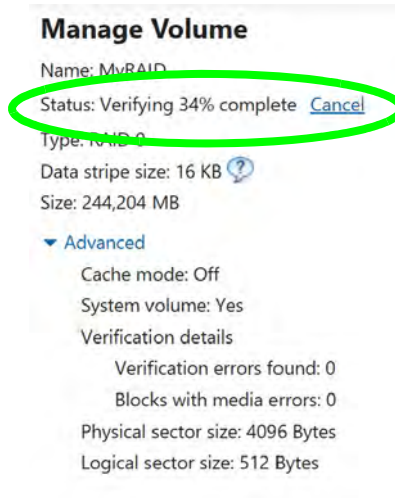 Manage Volume
Name: MyRAID
Status: Verifying 34% complete Cancel
Type: RAID 0
Data stripe size: 16 KB
Size: 244,204 MB
Advanced
Cache mode: Off
System volume: Yes
Verification details
Verification errors found: 0
Blocks with media errors: 0
Physical sector size: 4096 Bytes
Logical sector size: 512 Bytes